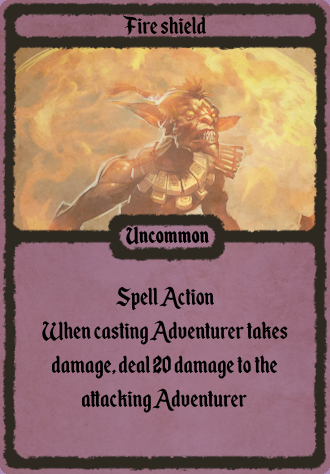 Fire shield
Uncommon
Spell Action
When casting Adventurer takes
damage, deal 20 damage to the
attacking Adventurer